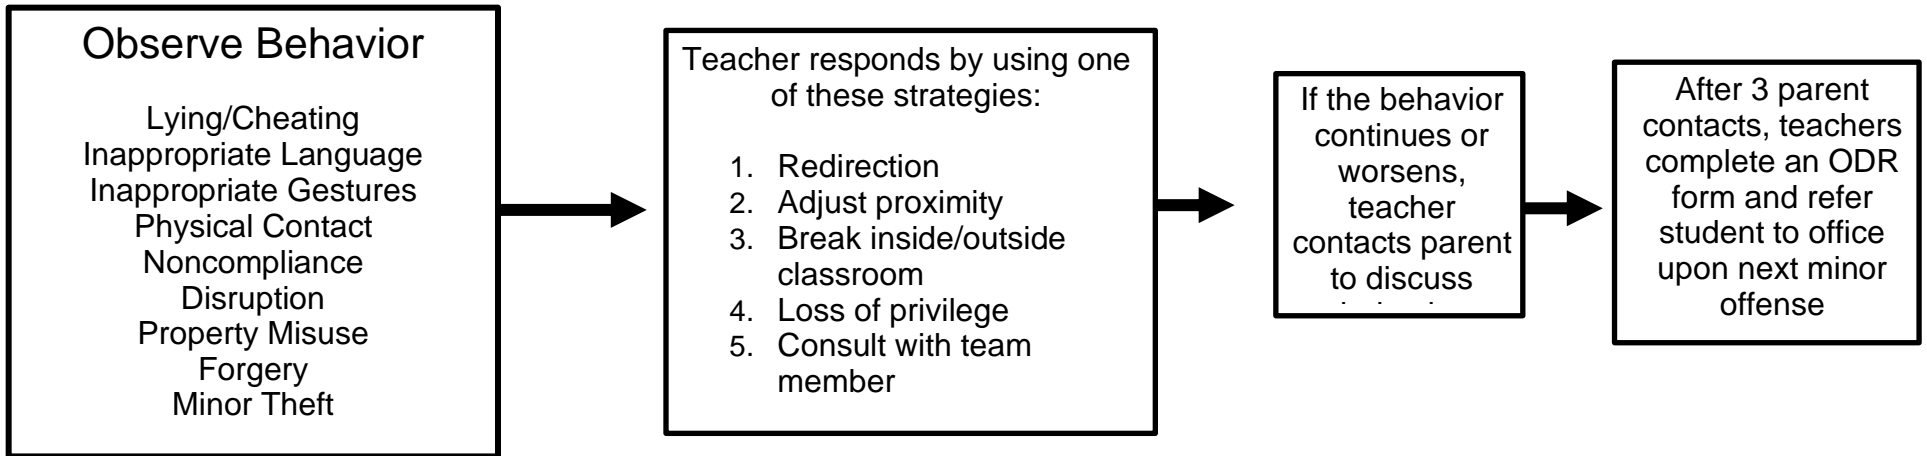 Observe Behavior
Lying/Cheating
Inappropriate Language
Inappropriate Gestures
Physical Contact
Noncompliance
Disruption
Property Misuse
Forgery
Minor Theft
Teacher responds by using one
of these strategies:
1. Redirection
2. Adjust proximity
3. Break inside/outside
classroom
4. Loss of privilege
5. Consult with team
member
If the behavior
continues or
worsens,
teacher
contacts parent
to discuss
After 3 parent
contacts, teachers
complete an ODR
form and refer
student to office
upon next minor
offense